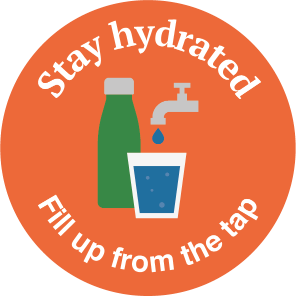 Stay hydrated
Fill up from the tap